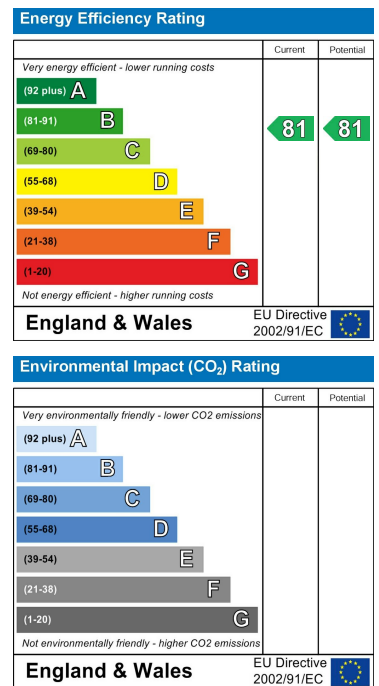 Energy Efficiency Rating
Current Potential
Very energy efficient - lower running costs
(92 plus) A
(81-91) B
81 81
(69-80) C
(55-68) D
(39-54) E
(21-38) F
(1-20) G
Not energy efficient - higher running costs
England & Wales
EU Directive
2002/91/EC
Environmental Impact (CO₂) Rating
Current Potential
Very environmentally friendly - lower CO2 emissions
(92 plus) A
(81-91) B
(69-80) C
(55-68) D
(39-54) E
(21-38) F
(1-20) G
Not environmentally friendly - higher CO2 emissions
England & Wales
EU Directive
2002/91/EC